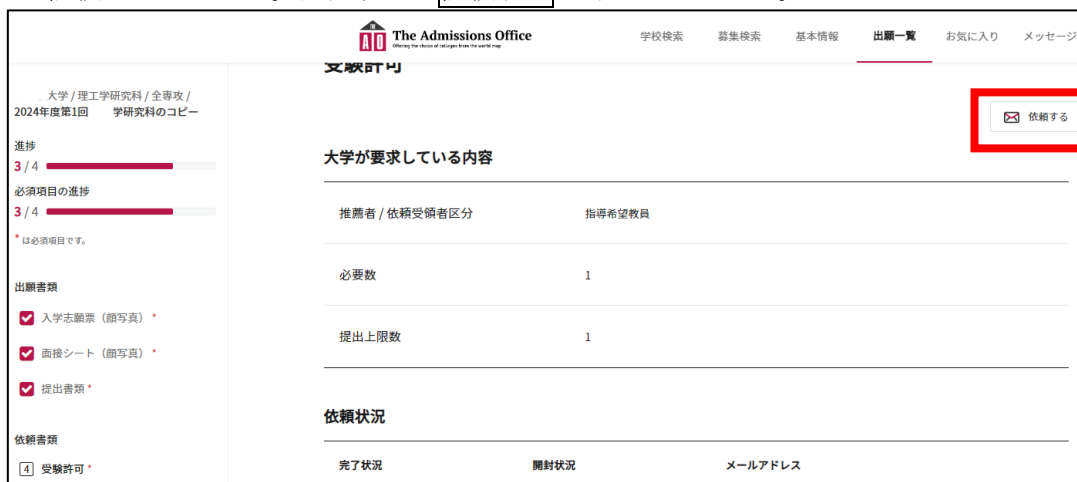 The Admissions Office
Offering the choice of colleges from the world map
学校検索 募集検索 基本情報 出願一覧 お気に入り メッセージ
受験許可
大学 / 理工学研究科 / 全専攻 /
2024年度第1回 学研究科のコピー
依頼する
進捗
3 / 4
必須項目の進捗
3 / 4
* は必須項目です。
大学が要求している内容
推薦者 / 依頼受領者区分 指導希望教員
必要数 1
提出上限数 1
出願書類
入学志願票（顔写真） *
面接シート（顔写真） *
提出書類 *
依頼書類
4 受験許可 *
依頼状況
完了状況 開封状況 メールアドレス